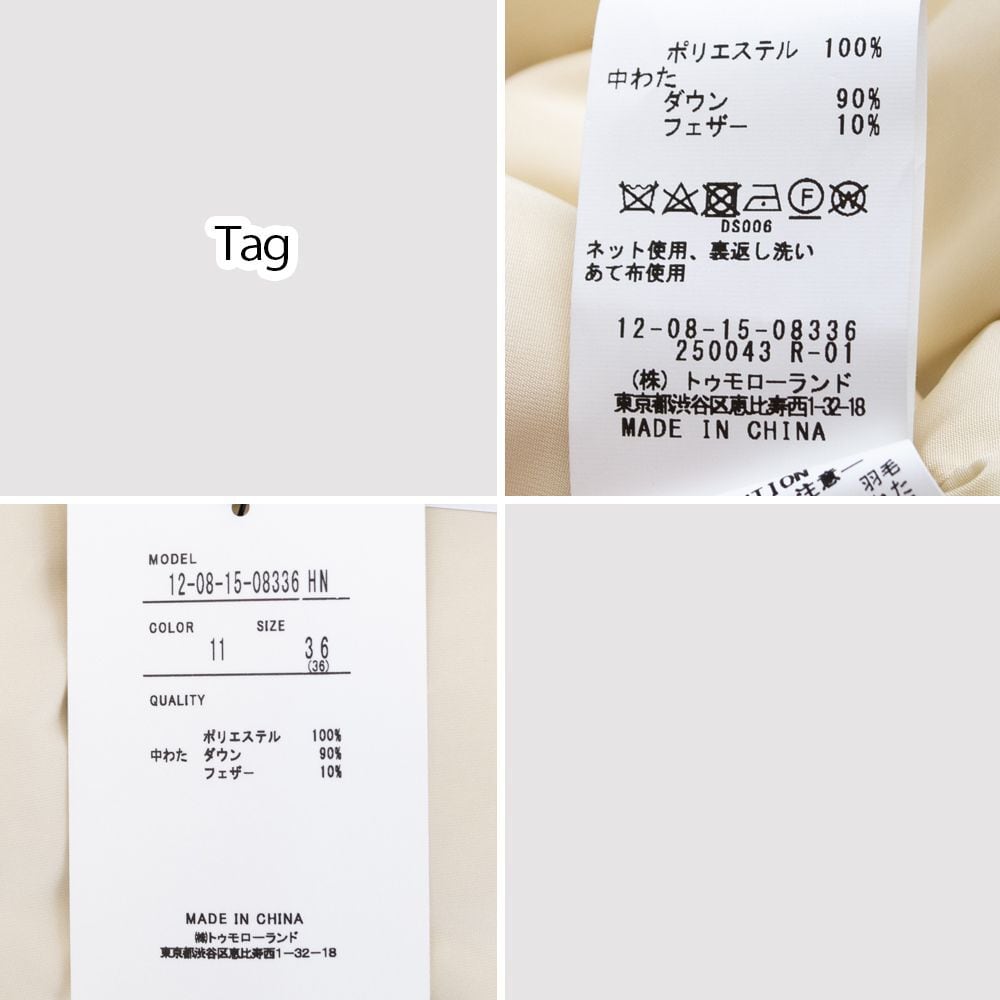 Tag
ポリエステル 100%
中わた
ダウン 90%
フェザー 10%
DS006
ネット使用、裏返し洗い
あて布使用
12-08-15-08336
250043 R-01
(株) トゥモローランド
東京都渋谷区恵比寿西1-32-18
MADE IN CHINA
注意
羽毛
MODEL
12-08-15-08336 HN
COLOR SIZE
11 36
(36)
QUALITY
ポリエステル 100%
中わた ダウン 90%
フェザー 10%
MADE IN CHINA
㈱トゥモローランド
東京都渋谷区恵比寿西1-32-18